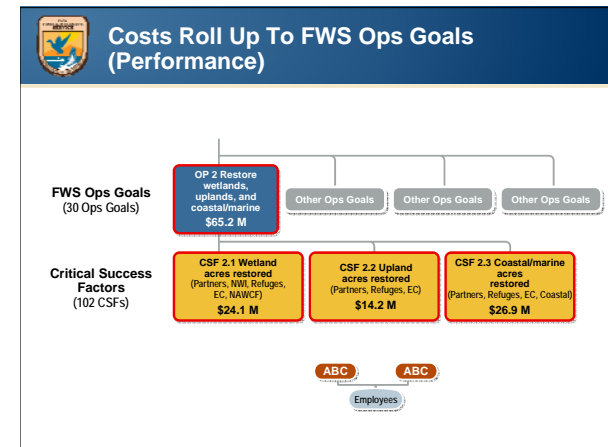 Costs Roll Up To FWS Ops Goals
(Performance)
FWS Ops Goals
(30 Ops Goals)
OP 2 Restore
wetlands,
uplands, and
coastal/marine
$65.2 M
Other Ops Goals
Other Ops Goals
Other Ops Goals
Critical Success
Factors
(102 CSFs)
CSF 2.1 Wetland
acres restored
(Partners, NWI, Refuges,
EC, NAWCF)
$24.1 M
CSF 2.2 Upland
acres restored
(Partners, Refuges, EC)
$14.2 M
CSF 2.3 Coastal/marine
acres
restored
(Partners, Refuges, EC, Coastal)
$26.9 M
ABC
ABC
Employees